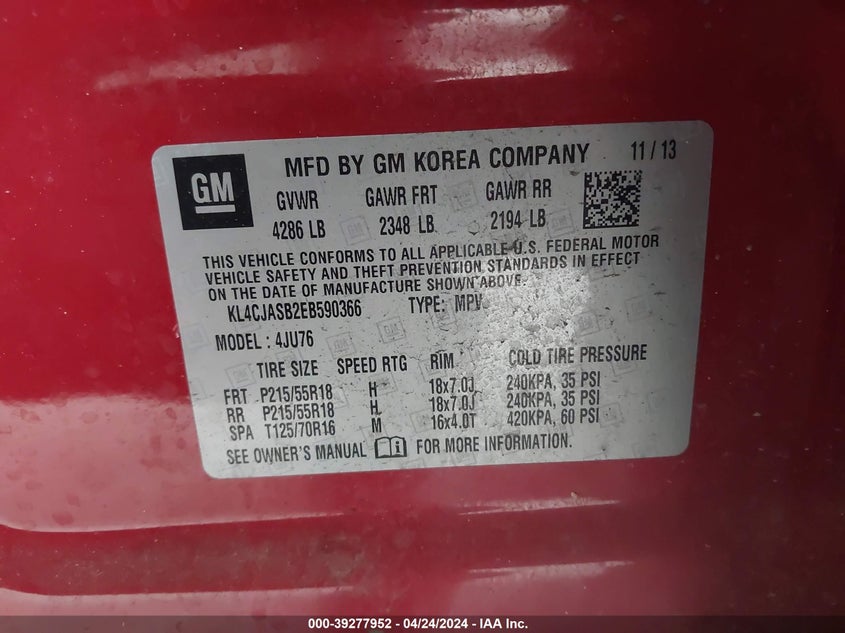 GM
MFD BY GM KOREA COMPANY 11 / 13
GVWR GAWR FRT GAWR RR
4286 LB 2348 LB 2194 LB
THIS VEHICLE CONFORMS TO ALL APPLICABLE U.S. FEDERAL MOTOR
VEHICLE SAFETY AND THEFT PREVENTION STANDARDS IN EFFECT
ON THE DATE OF MANUFACTURE SHOWN ABOVE.
KL4CJASB2EB590366 TYPE: MPV
MODEL : 4JU76
TIRE SIZE SPEED RTG RIM COLD TIRE PRESSURE
FRT P215/55R18 H 18x7.0J 240KPA, 35 PSI
RR P215/55R18 H 18x7.0J 240KPA, 35 PSI
SPA T125/70R16 M 16x4.0T 420KPA, 60 PSI
SEE OWNER'S MANUAL FOR MORE INFORMATION.
000-39277952 - 04/24/2024 - IAA Inc.